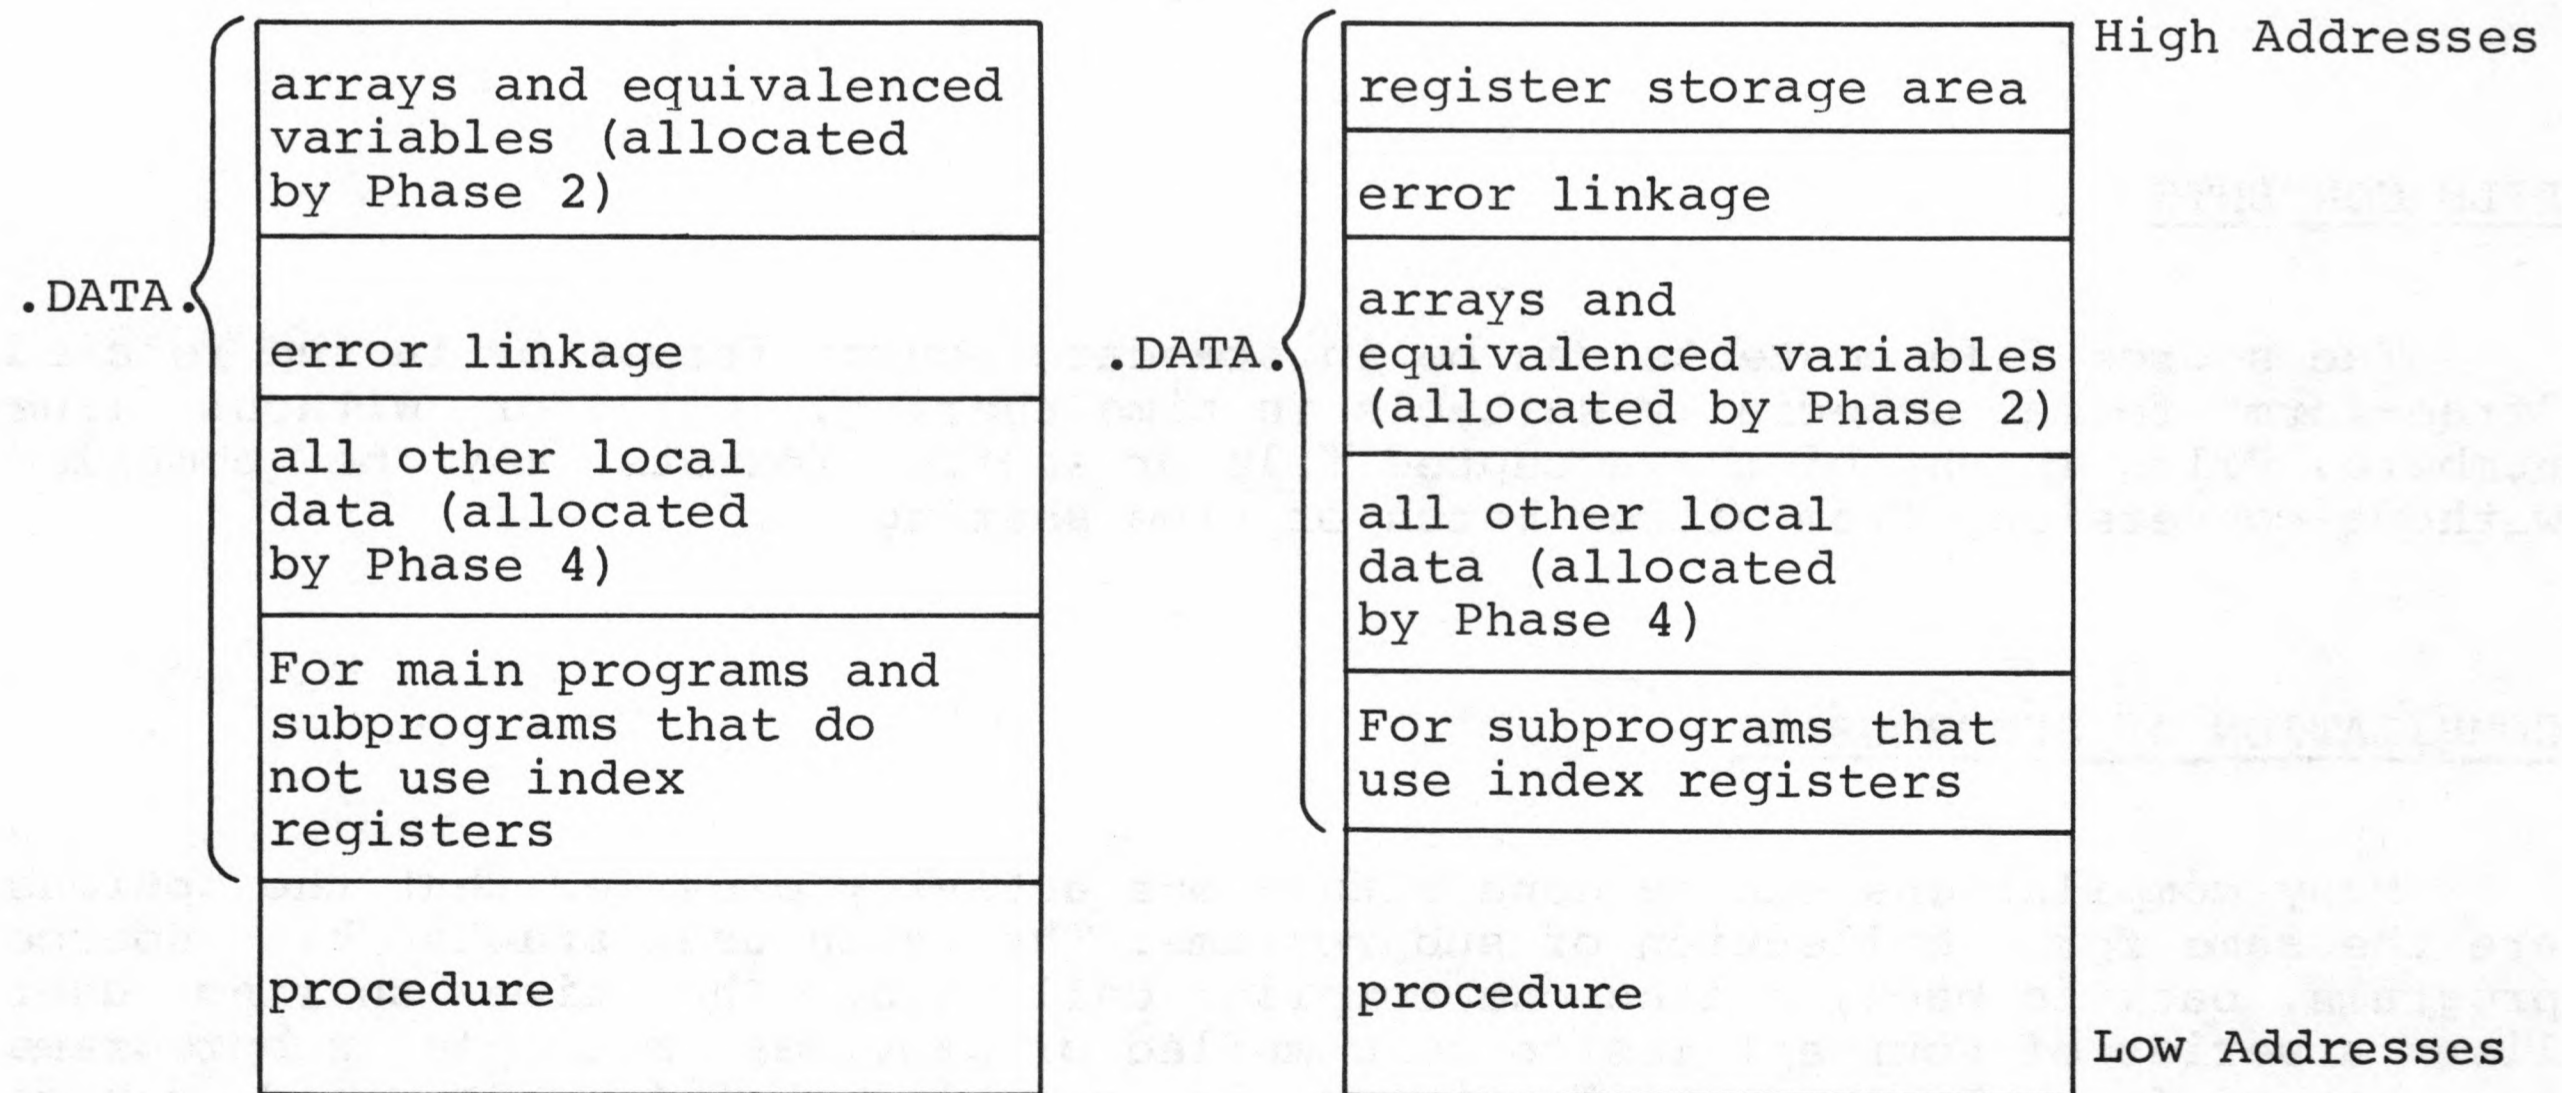 arrays and equivalenced
variables (allocated
by Phase 2)
.DATA.
error linkage
all other local
data (allocated
by Phase 4)
For main programs and
subprograms that do
not use index
registers
procedure
High Addresses
register storage area
error linkage
.DATA.
arrays and
equivalenced variables
(allocated by Phase 2)
all other local
data (allocated
by Phase 4)
For subprograms that
use index registers
procedure
Low Addresses